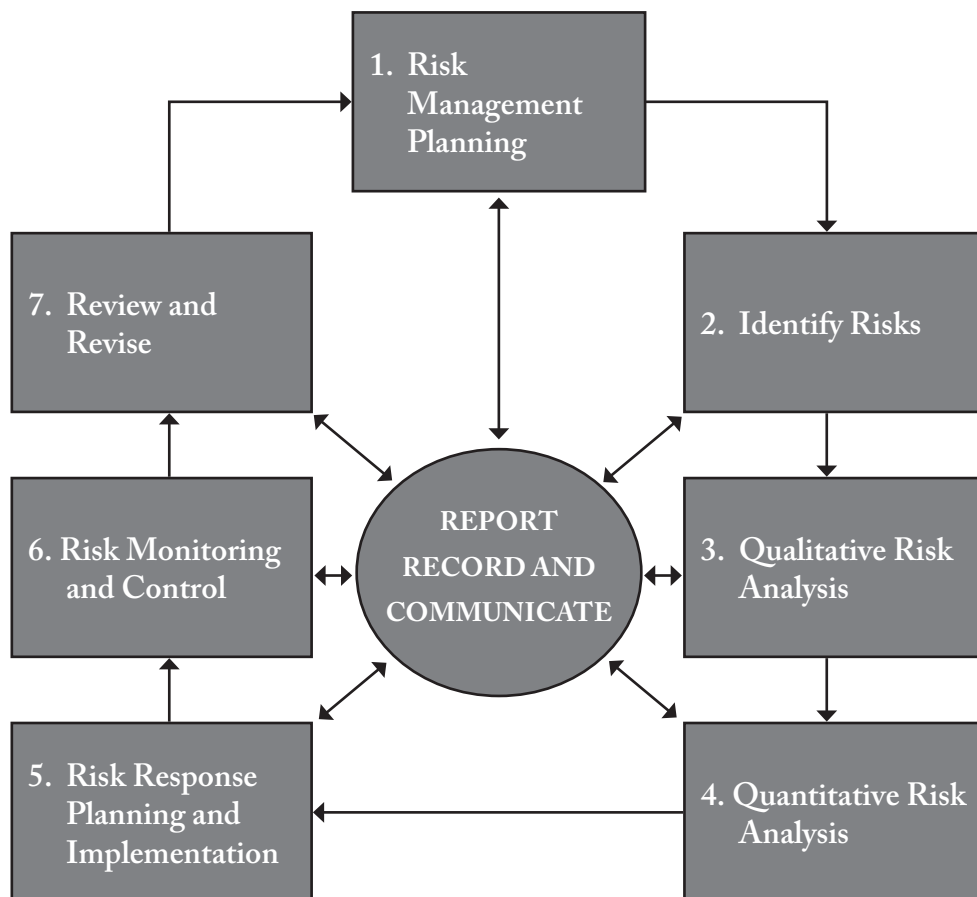 1. Risk
Management
Planning
2. Identify Risks
3. Qualitative Risk
Analysis
4. Quantitative Risk
Analysis
5. Risk Response
Planning and
Implementation
6. Risk Monitoring
and Control
7. Review and
Revise
REPORT
RECORD AND
COMMUNICATE